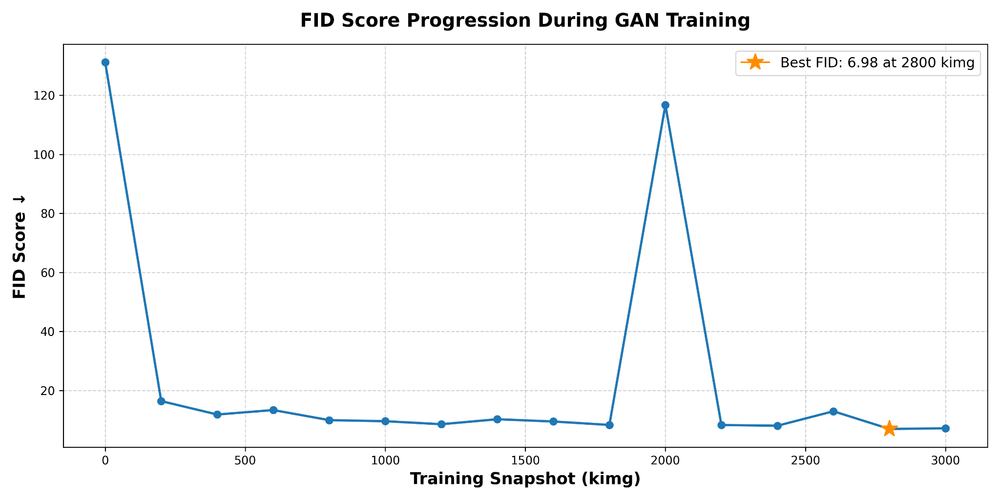 FID Score Progression During GAN Training
Best FID: 6.98 at 2800 kimg
FID Score ↓
120
100
80
60
40
20
0 500 1000 1500 2000 2500 3000
Training Snapshot (kimg)